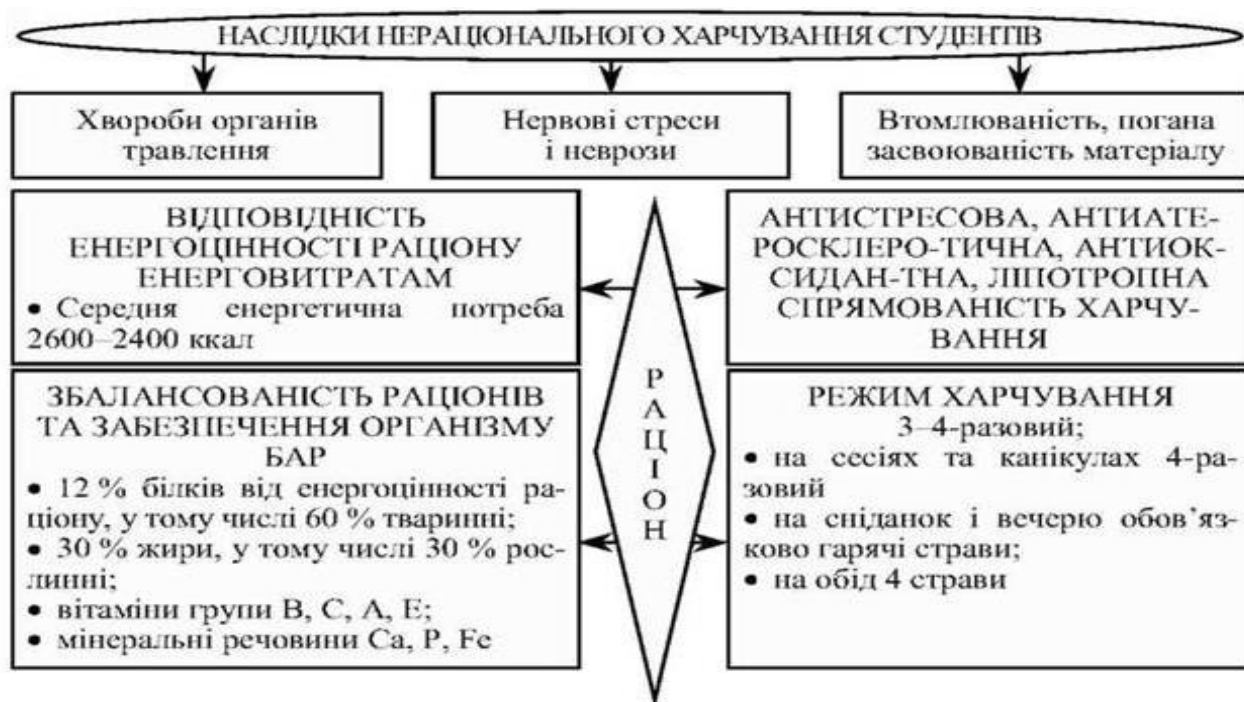 НАСЛІДКИ НЕРАЦІОНАЛЬНОГО ХАРЧУВАННЯ СТУДЕНТІВ
Хвороби органів
травлення
Нервові стреси
і неврози
Втомлюваність, погана
засвоюваність матеріалу
ВІДПОВІДНІСТЬ
ЕНЕРГОЦІННОСТІ РАЦІОНУ
ЕНЕРГОВИТРАТАМ
• Середня енергетична потреба
2600–2400 ккал
АНТИСТРЕСОВА, АНТИАТЕ-
РОСКЛЕРО-ТИЧНА, АНТИОК-
СИДАН-ТНА, ЛІПОТРОПНА
СПРЯМОВАНІСТЬ ХАРЧУ-
ВАННЯ
РАЦІОН
ЗБАЛАНСОВАНІСТЬ РАЦІОНІВ
ТА ЗАБЕЗПЕЧЕННЯ ОРГАНІЗМУ
БАР
• 12 % білків від енергоцінності ра-
ціону, у тому числі 60 % тваринні;
• 30 % жири, у тому числі 30 % рос-
линні;
• вітаміни групи В, С, А, Е;
• мінеральні речовини Ca, P, Fe
РЕЖИМ ХАРЧУВАННЯ
3–4-разовий;
• на сесіях та канікулах 4-ра-
зовий
• на сніданок і вечерю обов’яз-
ково гарячі страви;
• на обід 4 страви